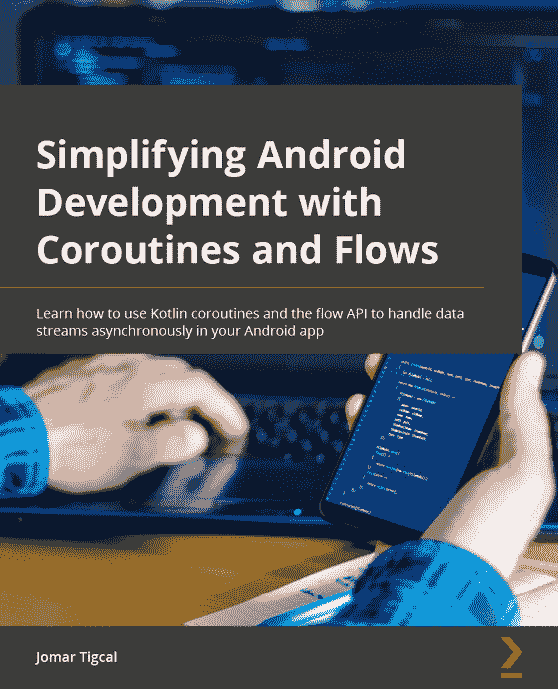 Simplifying Android
Development with
Coroutines and Flows
Learn how to use Kotlin coroutines and the flow API to handle data
streams asynchronously in your Android app
Jomar Tigcal